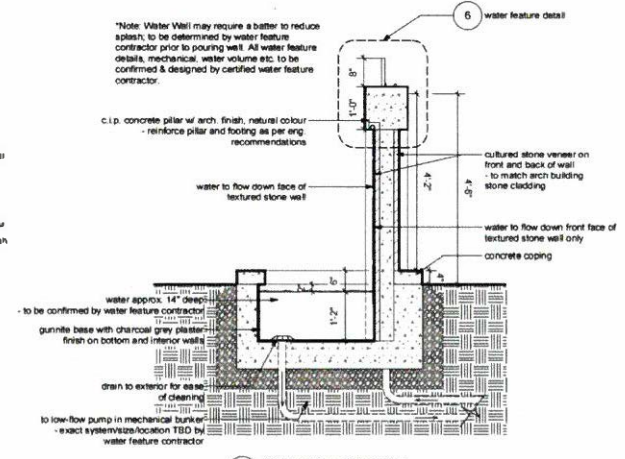 *Note: Water Wall may require a batter to reduce
splash; to be determined by water feature
contractor prior to pouring wall. All water feature
details, mechanical, water volume etc. to be
confirmed & designed by certified water feature
contractor.
6
water feature detail
8"
1'-0"
c.i.p. concrete pillar w/ arch. finish, natural colour
- reinforce pillar and footing as per eng.
recommendations
cultured stone veneer on
front and back of wall
- to match arch building
stone cladding
4'-2"
4'-8"
water to flow down face of
textured stone wall
water to flow down front face of
textured stone wall only
concrete coping
4"
6"
2"
water approx. 14" deep
- to be confirmed by water feature contractor
1'-2"
gunnite base with charcoal grey plaster
finish on bottom and interior walls
drain to exterior for ease
of cleaning
to low-flow pump in mechanical bunker
- exact system/size/location TBD by
water feature contractor